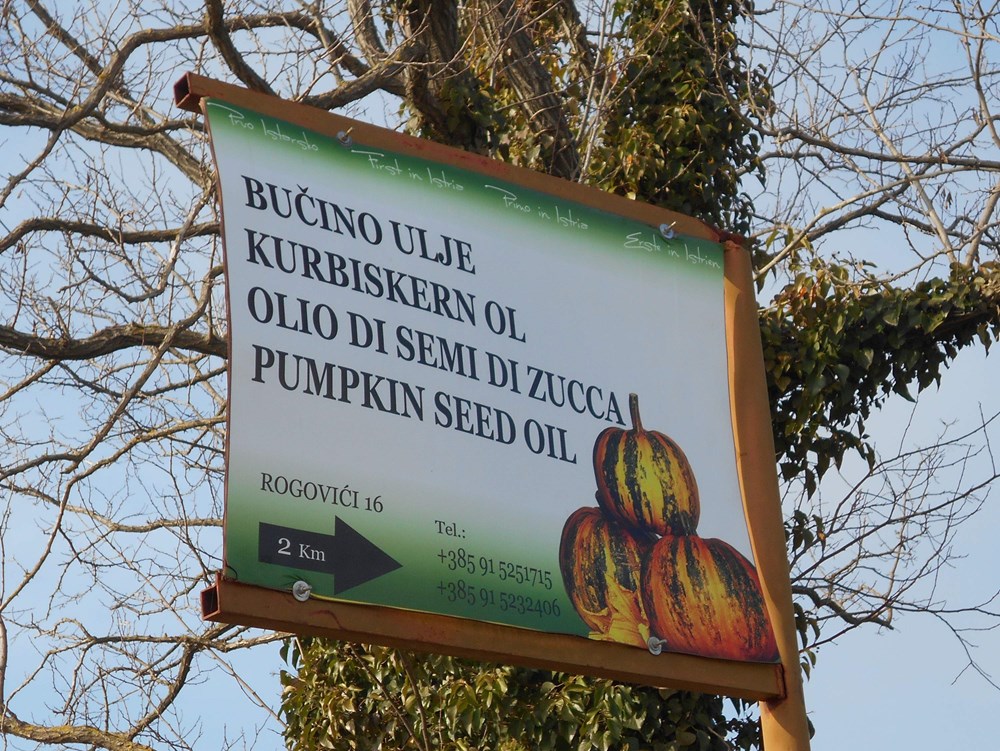 Prvo Istarsko First in Istria Primo in Istria Erste in Istrien
BUČINO ULJE
KURBISKERN OL
OLIO DI SEMI DI ZUCCA
PUMPKIN SEED OIL
ROGOVIĆI 16
2 Km
Tel.:
+385 91 5251715
+385 91 5232406